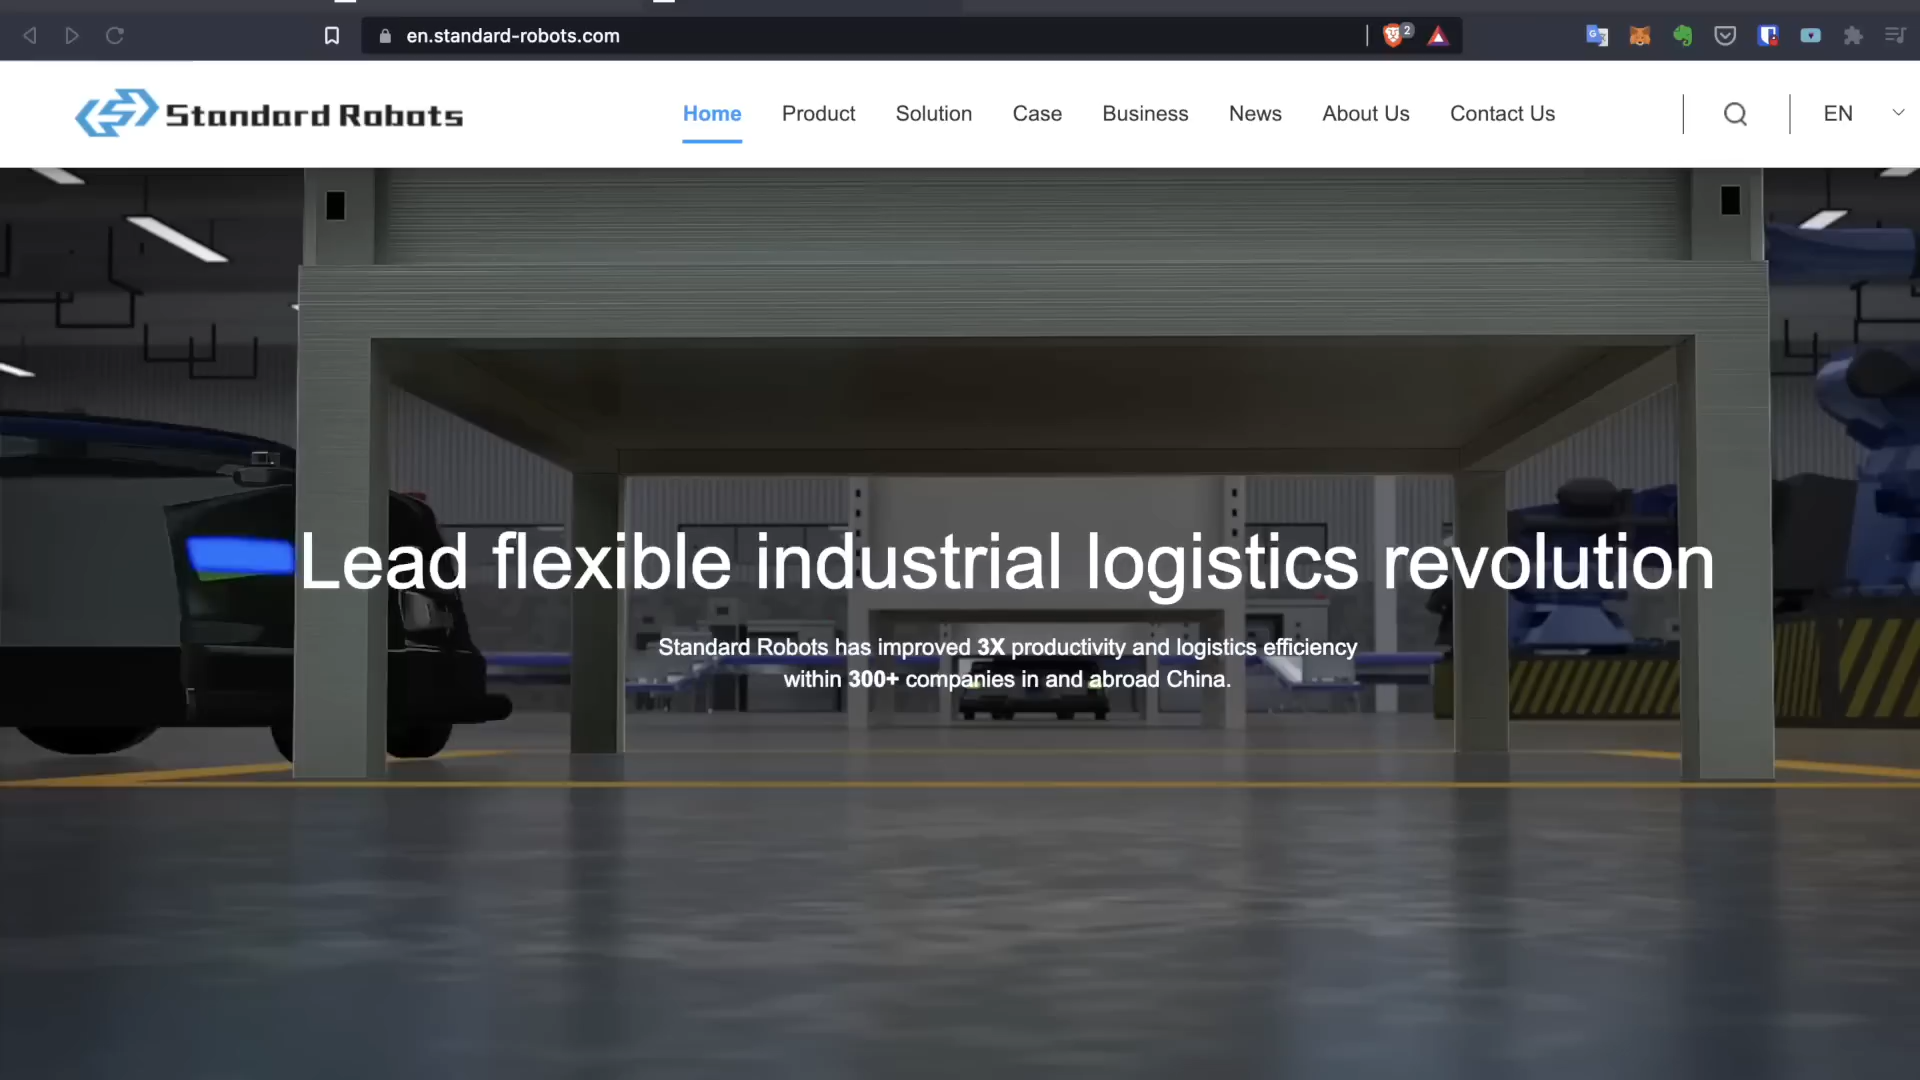 en.standard-robots.com
2
Standard Robots
Home
Product
Solution
Case
Business
News
About Us
Contact Us
EN
Lead flexible industrial logistics revolution
Standard Robots has improved 3X productivity and logistics efficiency
within 300+ companies in and abroad China.